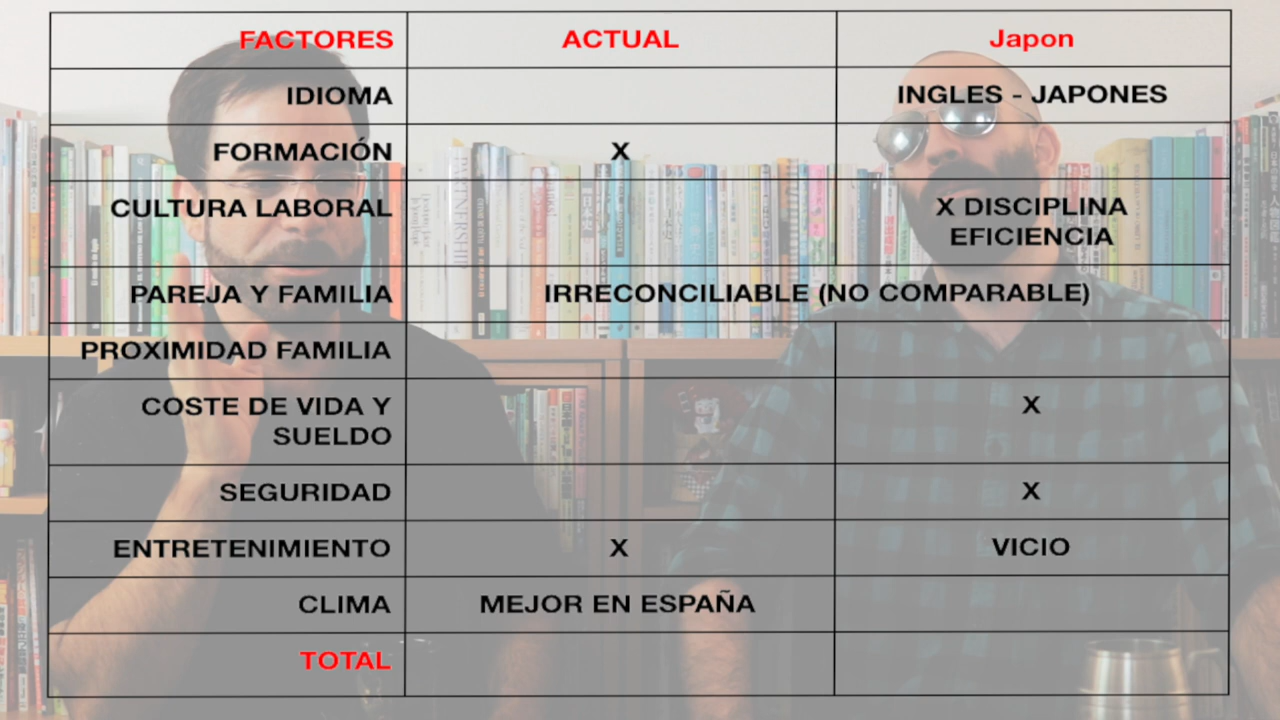 FACTORES ACTUAL Japon
IDIOMA INGLES - JAPONES
FORMACIÓN X
CULTURA LABORAL X DISCIPLINA
EFICIENCIA
PAREJA Y FAMILIA IRRECONCILIABLE (NO COMPARABLE)
PROXIMIDAD FAMILIA
COSTE DE VIDA Y X
SUELDO
SEGURIDAD X
ENTRETENIMIENTO X VICIO
CLIMA MEJOR EN ESPAÑA
TOTAL